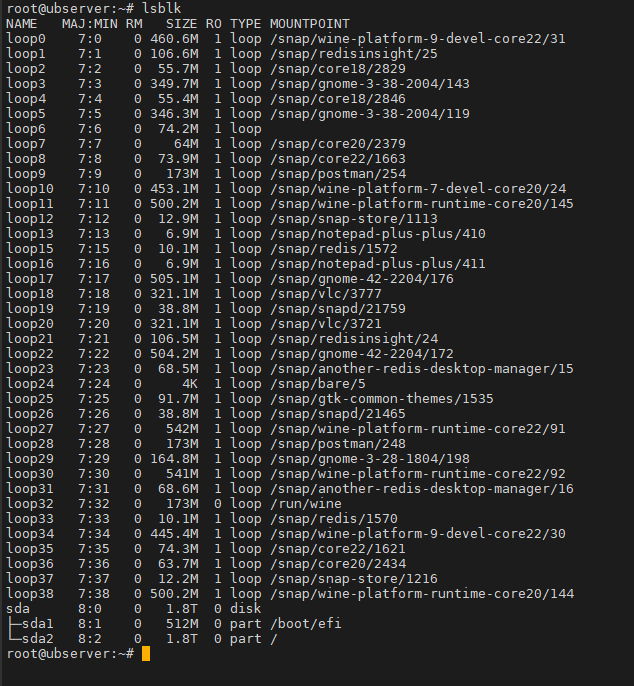 root@ubserver:~# lsblk
NAME   MAJ:MIN RM   SIZE RO TYPE MOUNTPOINT
loop0    7:0    0 460.6M  1 loop /snap/wine-platform-9-devel-core22/31
loop1    7:1    0 106.6M  1 loop /snap/redisinsight/25
loop2    7:2    0  55.7M  1 loop /snap/core18/2829
loop3    7:3    0 349.7M  1 loop /snap/gnome-3-38-2004/143
loop4    7:4    0  55.4M  1 loop /snap/core18/2846
loop5    7:5    0 346.3M  1 loop /snap/gnome-3-38-2004/119
loop6    7:6    0  74.2M  1 loop
loop7    7:7    0    64M  1 loop /snap/core20/2379
loop8    7:8    0  73.9M  1 loop /snap/core22/1663
loop9    7:9    0   173M  1 loop /snap/postman/254
loop10   7:10   0 453.1M  1 loop /snap/wine-platform-7-devel-core20/24
loop11   7:11   0 500.2M  1 loop /snap/wine-platform-runtime-core20/145
loop12   7:12   0  12.9M  1 loop /snap/snap-store/1113
loop13   7:13   0   6.9M  1 loop /snap/notepad-plus-plus/410
loop15   7:15   0  10.1M  1 loop /snap/redis/1572
loop16   7:16   0   6.9M  1 loop /snap/notepad-plus-plus/411
loop17   7:17   0 505.1M  1 loop /snap/gnome-42-2204/176
loop18   7:18   0 321.1M  1 loop /snap/vlc/3777
loop19   7:19   0  38.8M  1 loop /snap/snapd/21759
loop20   7:20   0 321.1M  1 loop /snap/vlc/3721
loop21   7:21   0 106.5M  1 loop /snap/redisinsight/24
loop22   7:22   0 504.2M  1 loop /snap/gnome-42-2204/172
loop23   7:23   0  68.5M  1 loop /snap/another-redis-desktop-manager/15
loop24   7:24   0     4K  1 loop /snap/bare/5
loop25   7:25   0  91.7M  1 loop /snap/gtk-common-themes/1535
loop26   7:26   0  38.8M  1 loop /snap/snapd/21465
loop27   7:27   0   542M  1 loop /snap/wine-platform-runtime-core22/91
loop28   7:28   0   173M  1 loop /snap/postman/248
loop29   7:29   0 164.8M  1 loop /snap/gnome-3-28-1804/198
loop30   7:30   0   541M  1 loop /snap/wine-platform-runtime-core22/92
loop31   7:31   0  68.6M  1 loop /snap/another-redis-desktop-manager/16
loop32   7:32   0   173M  0 loop /run/wine
loop33   7:33   0  10.1M  1 loop /snap/redis/1570
loop34   7:34   0 445.4M  1 loop /snap/wine-platform-9-devel-core22/30
loop35   7:35   0  74.3M  1 loop /snap/core22/1621
loop36   7:36   0  63.7M  1 loop /snap/core20/2434
loop37   7:37   0  12.2M  1 loop /snap/snap-store/1216
loop38   7:38   0 500.2M  1 loop /snap/wine-platform-runtime-core20/144
sda      8:0    0   1.8T  0 disk
├─sda1   8:1    0   512M  0 part /boot/efi
└─sda2   8:2    0   1.8T  0 part /
root@ubserver:~#